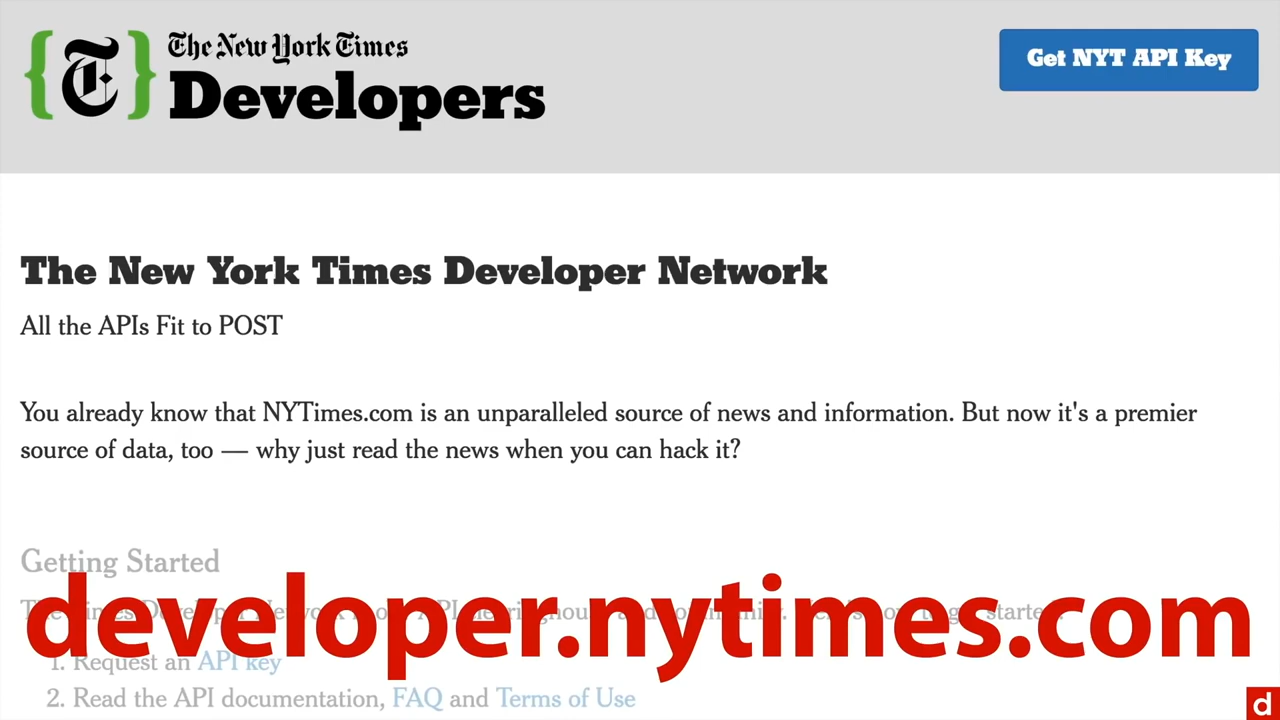 {T}
The New York Times
Developers
Get NYT API Key
The New York Times Developer Network
All the APIs Fit to POST
You already know that NYTimes.com is an unparalleled source of news and information. But now it's a premier
source of data, too — why just read the news when you can hack it?
Getting Started
developer.nytimes.com
1. Request an API key
2. Read the API documentation, FAQ and Terms of Use
d